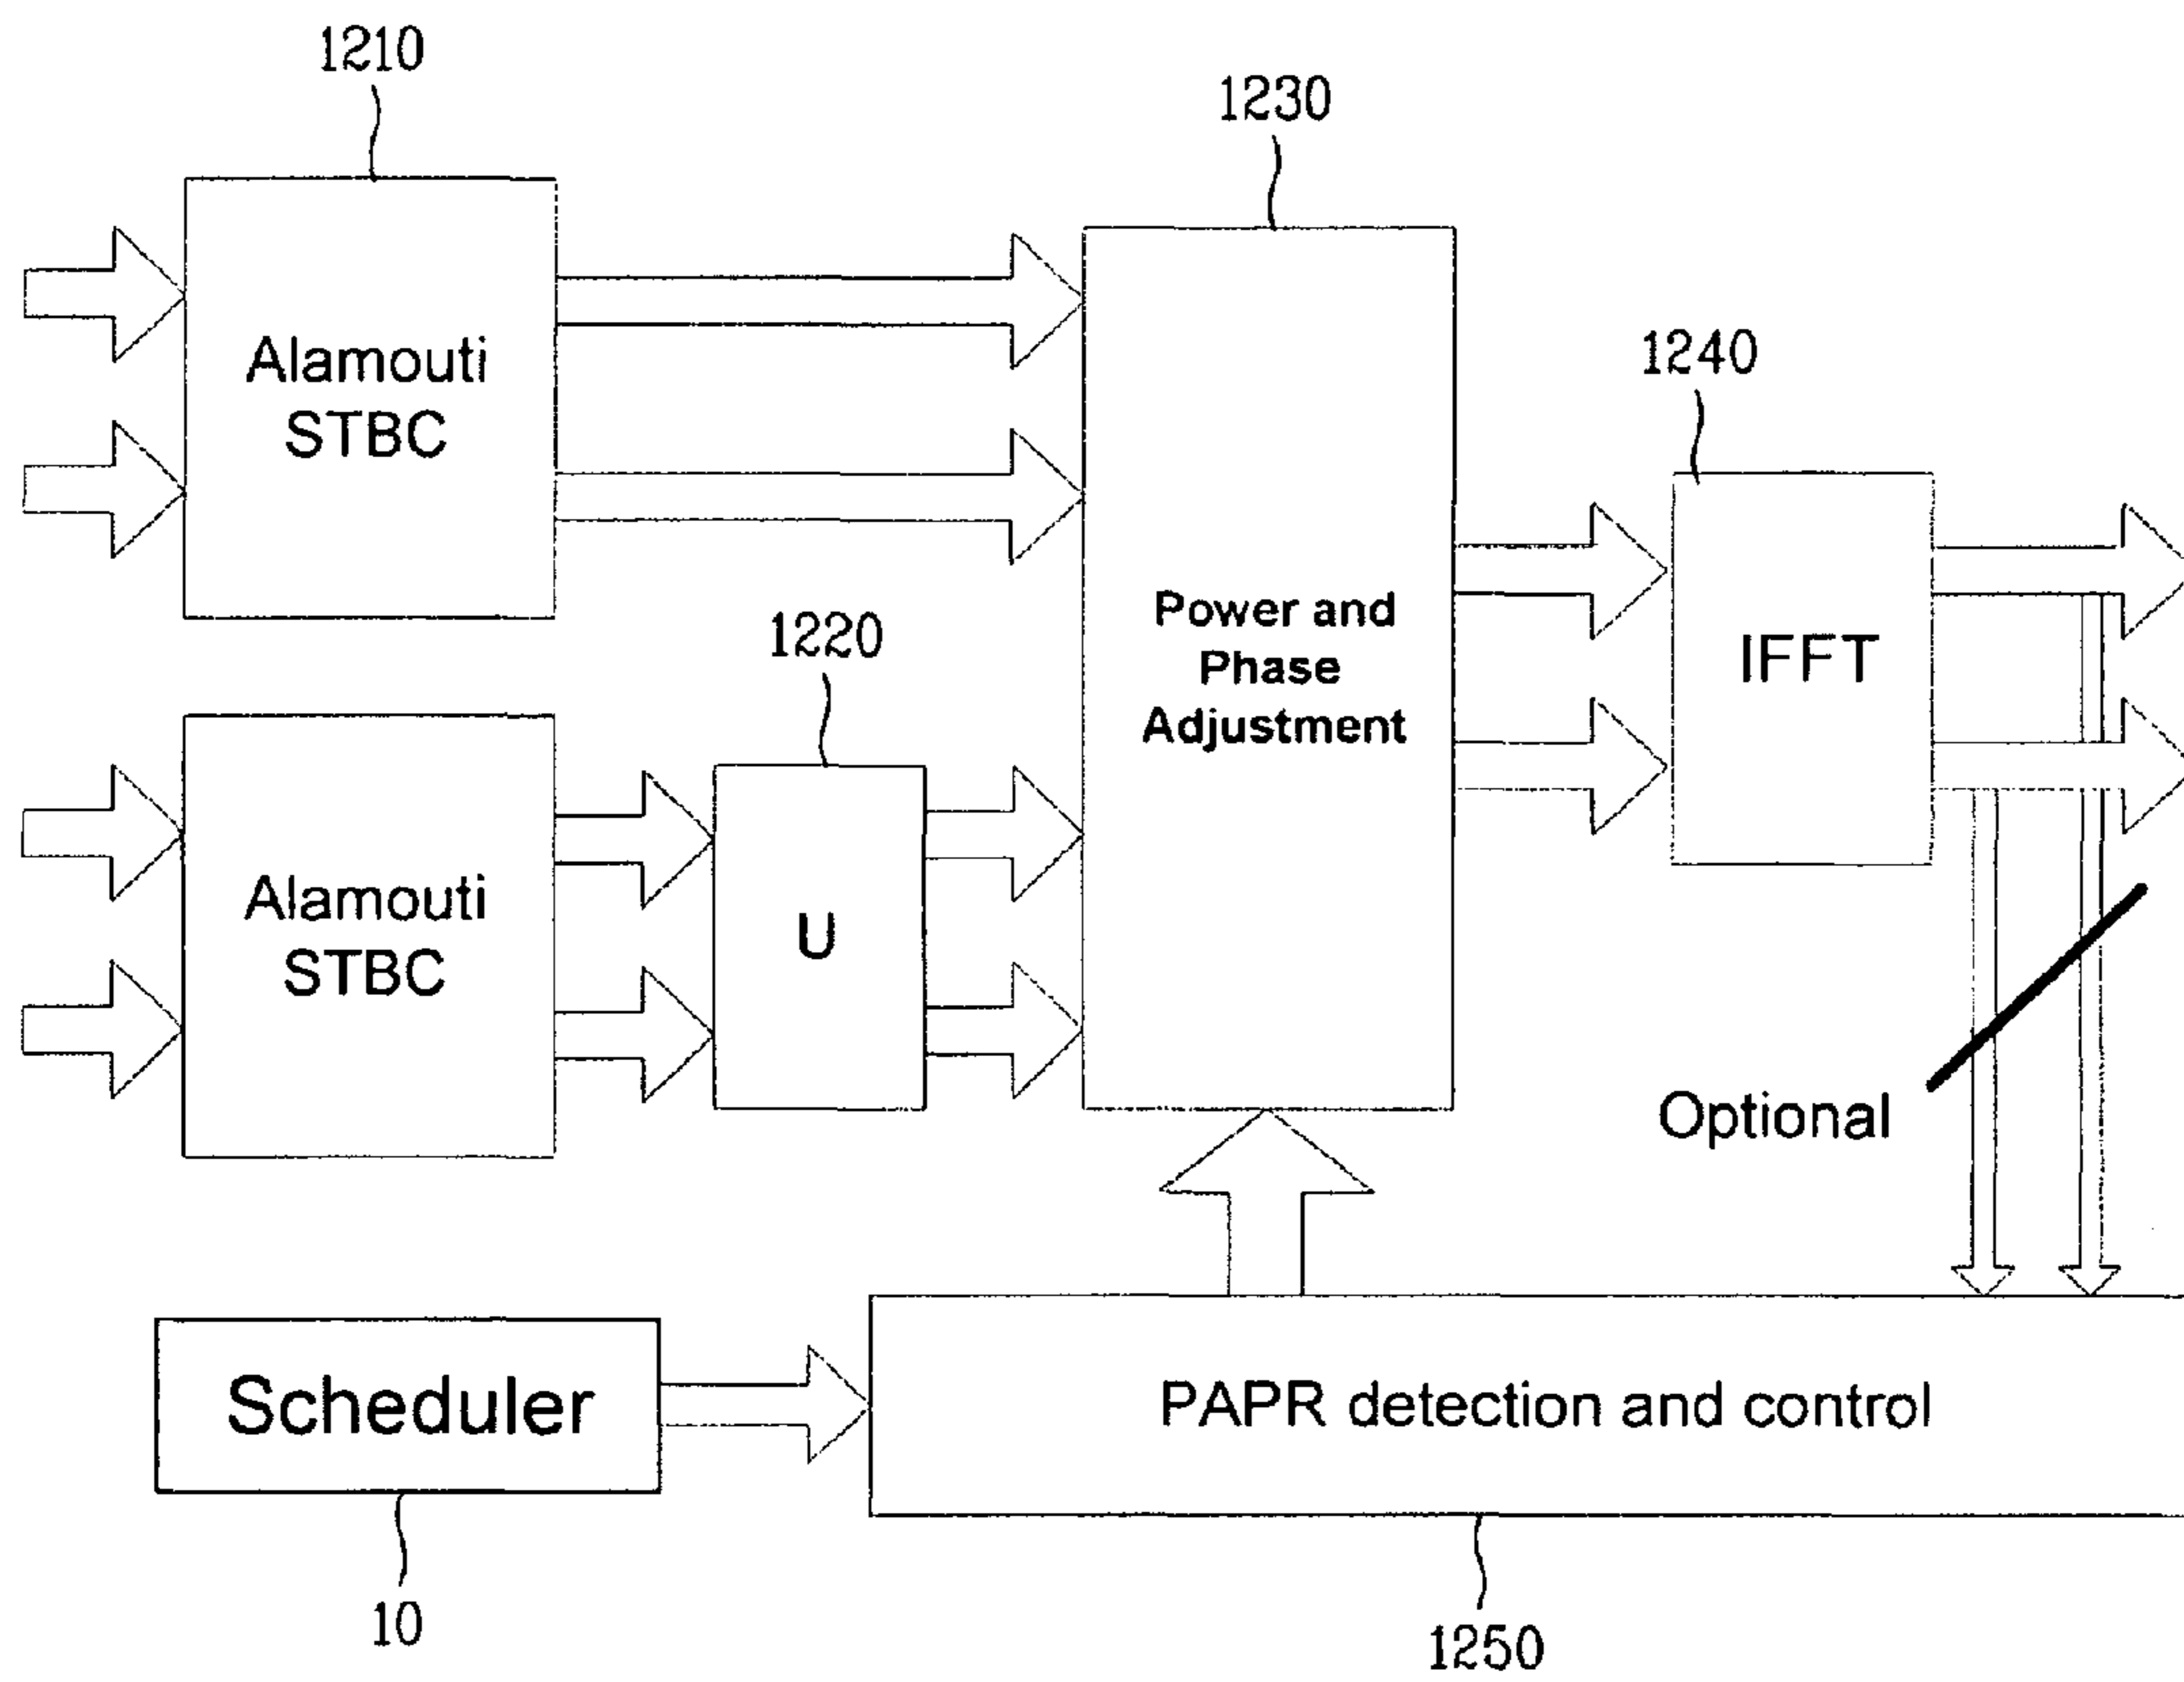 1210
1230
Alamouti
STBC
1240
1220
Power and
Phase
Adjustment
IFFT
Alamouti
STBC
U
Optional
Scheduler
PAPR detection and control
10
1250